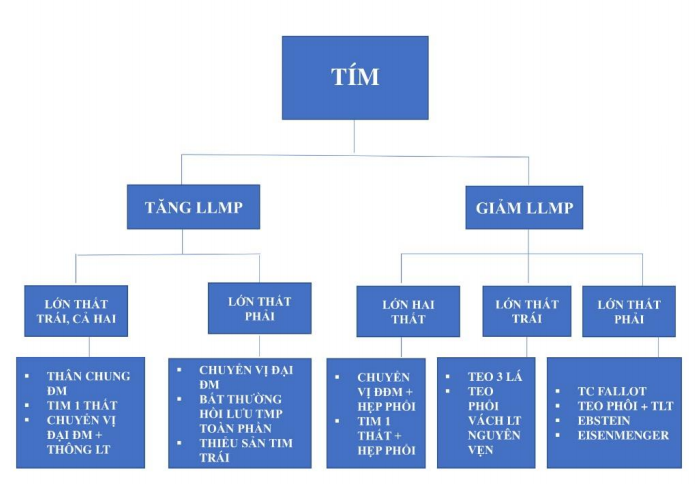 TÍM
TĂNG LLMP
GIẢM LLMP
LỚN THẤT
TRÁI, CẢ HAI
LỚN THẤT
PHẢI
LỚN HAI
THẤT
LỚN THẤT
TRÁI
LỚN THẤT
PHẢI
▪ THÂN CHUNG
ĐM
▪ TIM 1 THẤT
▪ CHUYỂN VỊ
ĐẠI ĐM +
THÔNG LT
▪ CHUYỂN VỊ ĐẠI
ĐM
▪ BẤT THƯỜNG
HỒI LƯU TMP
TOÀN PHẦN
▪ THIỂU SẢN TIM
TRÁI
▪ CHUYỂN
VỊ ĐĐM +
HẸP PHỔI
▪ TIM 1
THẤT +
HẸP PHỔI
▪ TEO 3 LÁ
▪ TEO
PHỔI
VÁCH LT
NGUYÊN
VẸN
▪ TC FALLOT
▪ TEO PHỔI + TLT
▪ EBSTEIN
▪ EISENMENGER